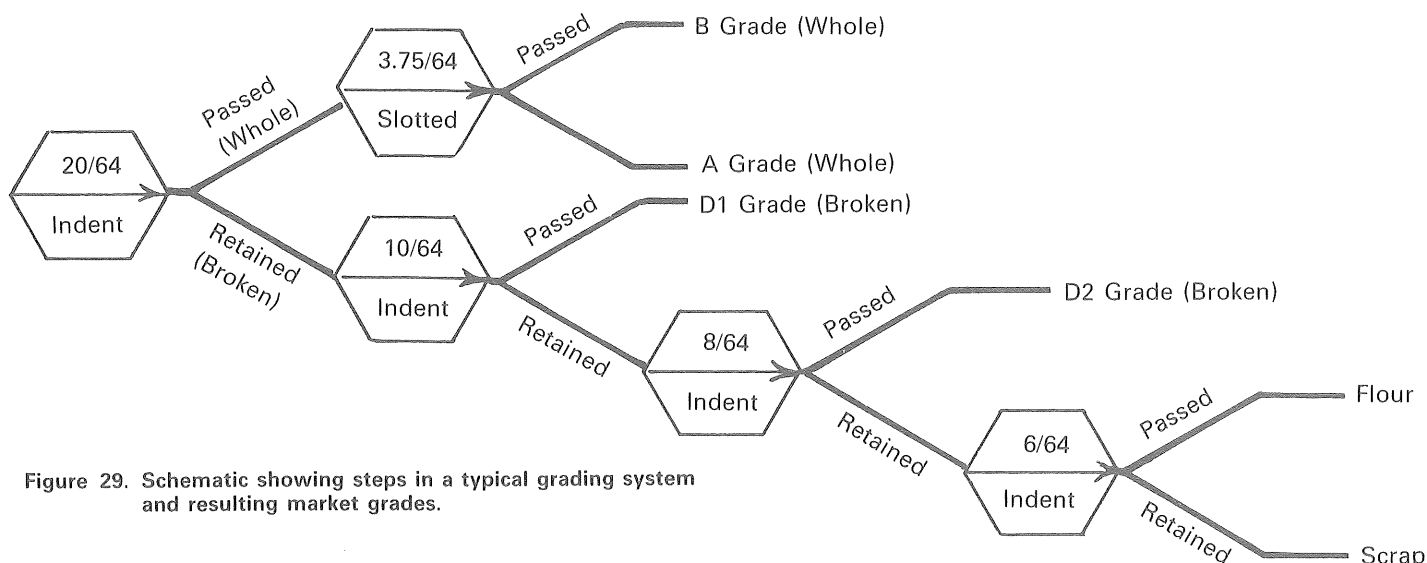 20/64
Indent
Passed
(Whole)
Retained
(Broken)
3.75/64
Slotted
Passed
B Grade (Whole)
A Grade (Whole)
10/64
Indent
Passed
D1 Grade (Broken)
Retained
8/64
Indent
Passed
D2 Grade (Broken)
Retained
6/64
Indent
Passed
Flour
Retained
Scrap
Figure 29. Schematic showing steps in a typical grading system
and resulting market grades.